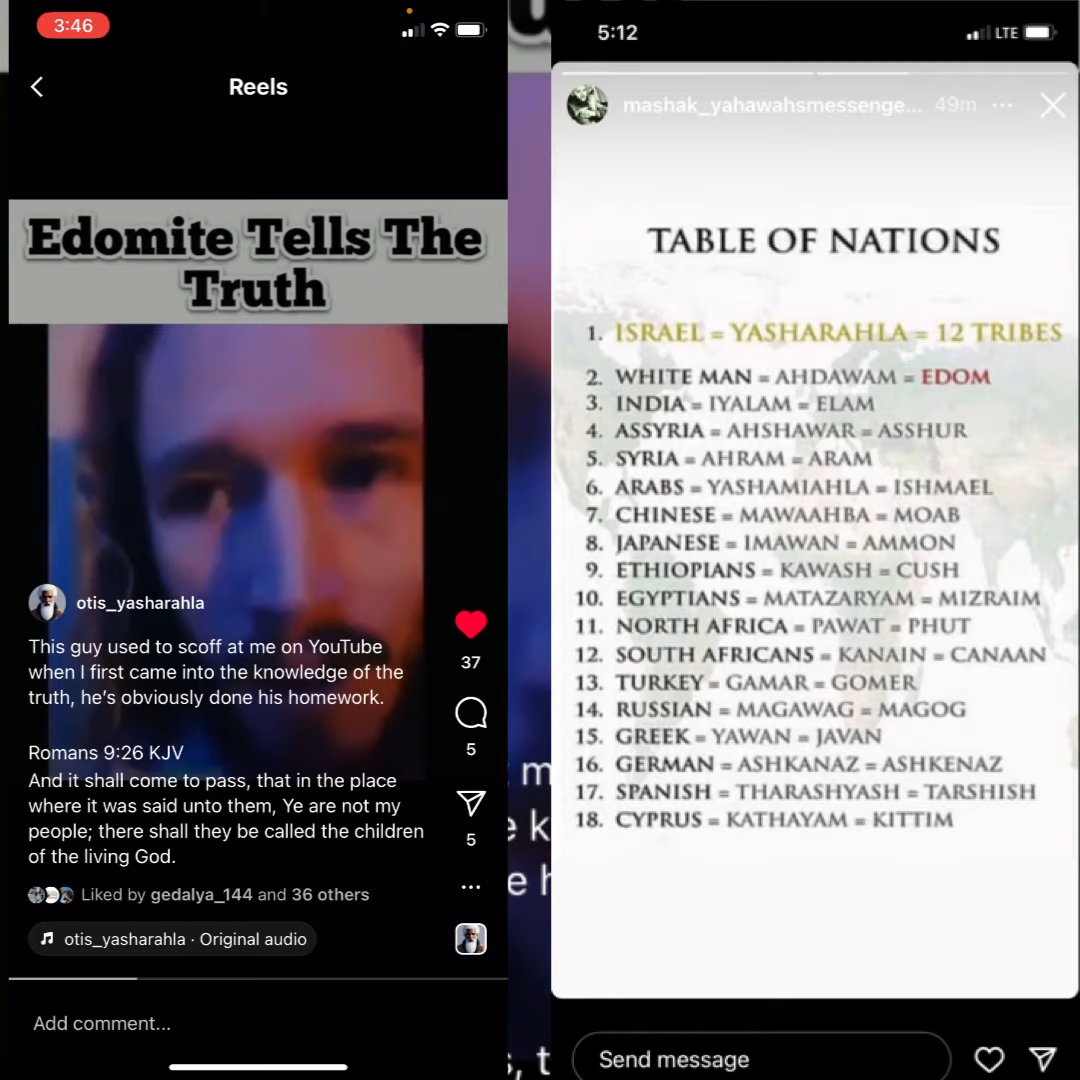 3:46
Reels
Edomite Tells The
Truth
otis_yasharahla
This guy used to scoff at me on YouTube
when I first came into the knowledge of the
truth, he's obviously done his homework.
Romans 9:26 KJV
And it shall come to pass, that in the place
where it was said unto them, Ye are not my
people; there shall they be called the children
of the living God.
37
5
5
Liked by gedalya_144 and 36 others
otis_yasharahla · Original audio
Add comment...
5:12
LTE
mashak_yahawahsmessenge... 49m
TABLE OF NATIONS
1. ISRAEL = YASHARAHLA = 12 TRIBES
2. WHITE MAN = AHDAWAM = EDOM
3. INDIA = IYALAM = ELAM
4. ASSYRIA = AHSHAWAR = ASSHUR
5. SYRIA = AHRAM = ARAM
6. ARABS = YASHAMIAHLA = ISHMAEL
7. CHINESE = MAWAAHBA = MOAB
8. JAPANESE = IMAWAN = AMMON
9. ETHIOPIANS = KAWASH = CUSH
10. EGYPTIANS = MATAZARYAM = MIZRAIM
11. NORTH AFRICA = PAWAT = PHUT
12. SOUTH AFRICANS = KANAIN = CANAAN
13. TURKEY = GAMAR = GOMER
14. RUSSIAN = MAGAWAG = MAGOG
15. GREEK = YAWAN = JAVAN
16. GERMAN = ASHKANAZ = ASHKENAZ
17. SPANISH = THARASHYASH = TARSHISH
18. CYPRUS = KATHAYAM = KITTIM
Send message